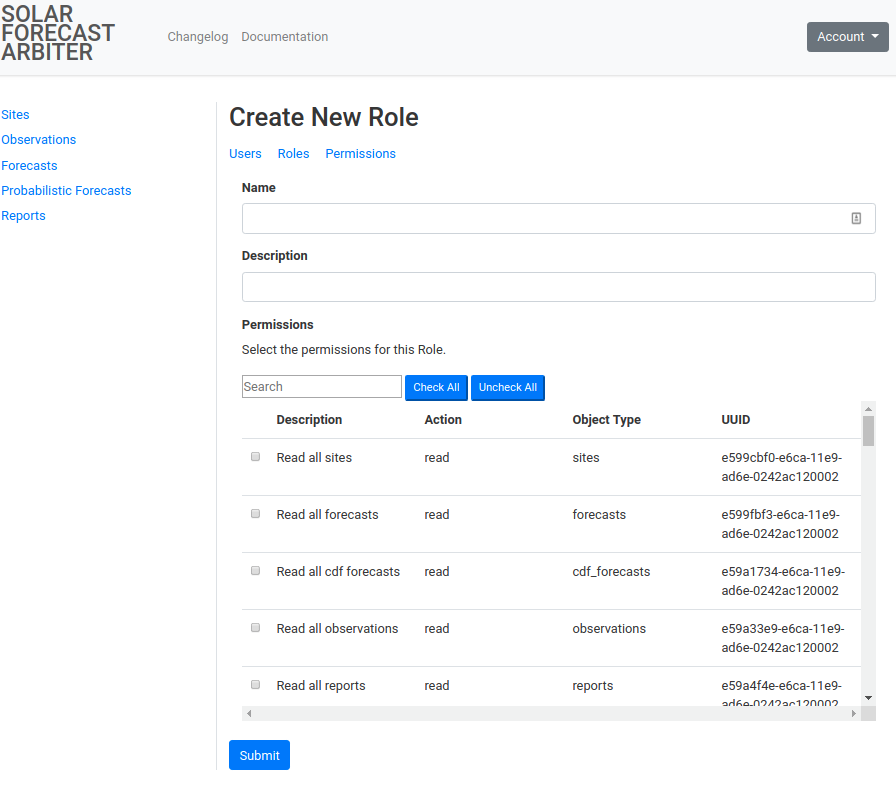 SOLAR
FORECAST
ARBITER
Changelog Documentation
Account
Sites
Observations
Forecasts
Probabilistic Forecasts
Reports
Create New Role
Users Roles Permissions
Name
Description
Permissions
Select the permissions for this Role.
Search Check All Uncheck All
Description Action Object Type UUID
Read all sites read sites e599cbf0-e6ca-11e9-
ad6e-0242ac120002
Read all forecasts read forecasts e599fbf3-e6ca-11e9-
ad6e-0242ac120002
Read all cdf forecasts read cdf_forecasts e59a1734-e6ca-11e9-
ad6e-0242ac120002
Read all observations read observations e59a33e9-e6ca-11e9-
ad6e-0242ac120002
Read all reports read reports e59a4f4e-e6ca-11e9-
ad6e-0242ac120002
Submit